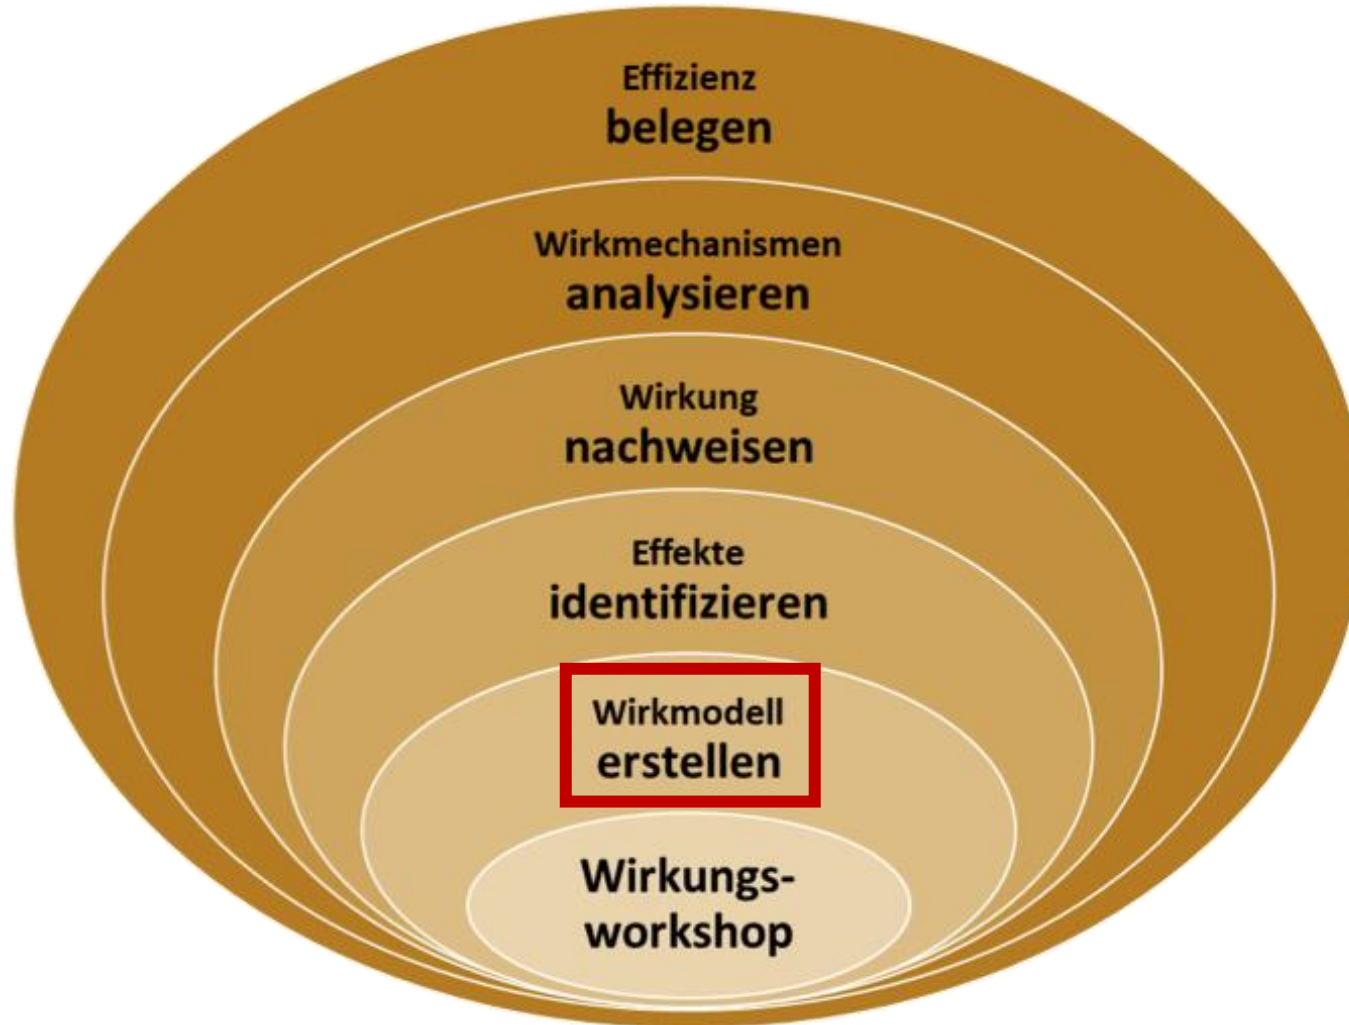 Effizienz
belegen
Wirkmechanismen
analysieren
Wirkung
nachweisen
Effekte
identifizieren
Wirkmodell
erstellen
Wirkungs-
workshop